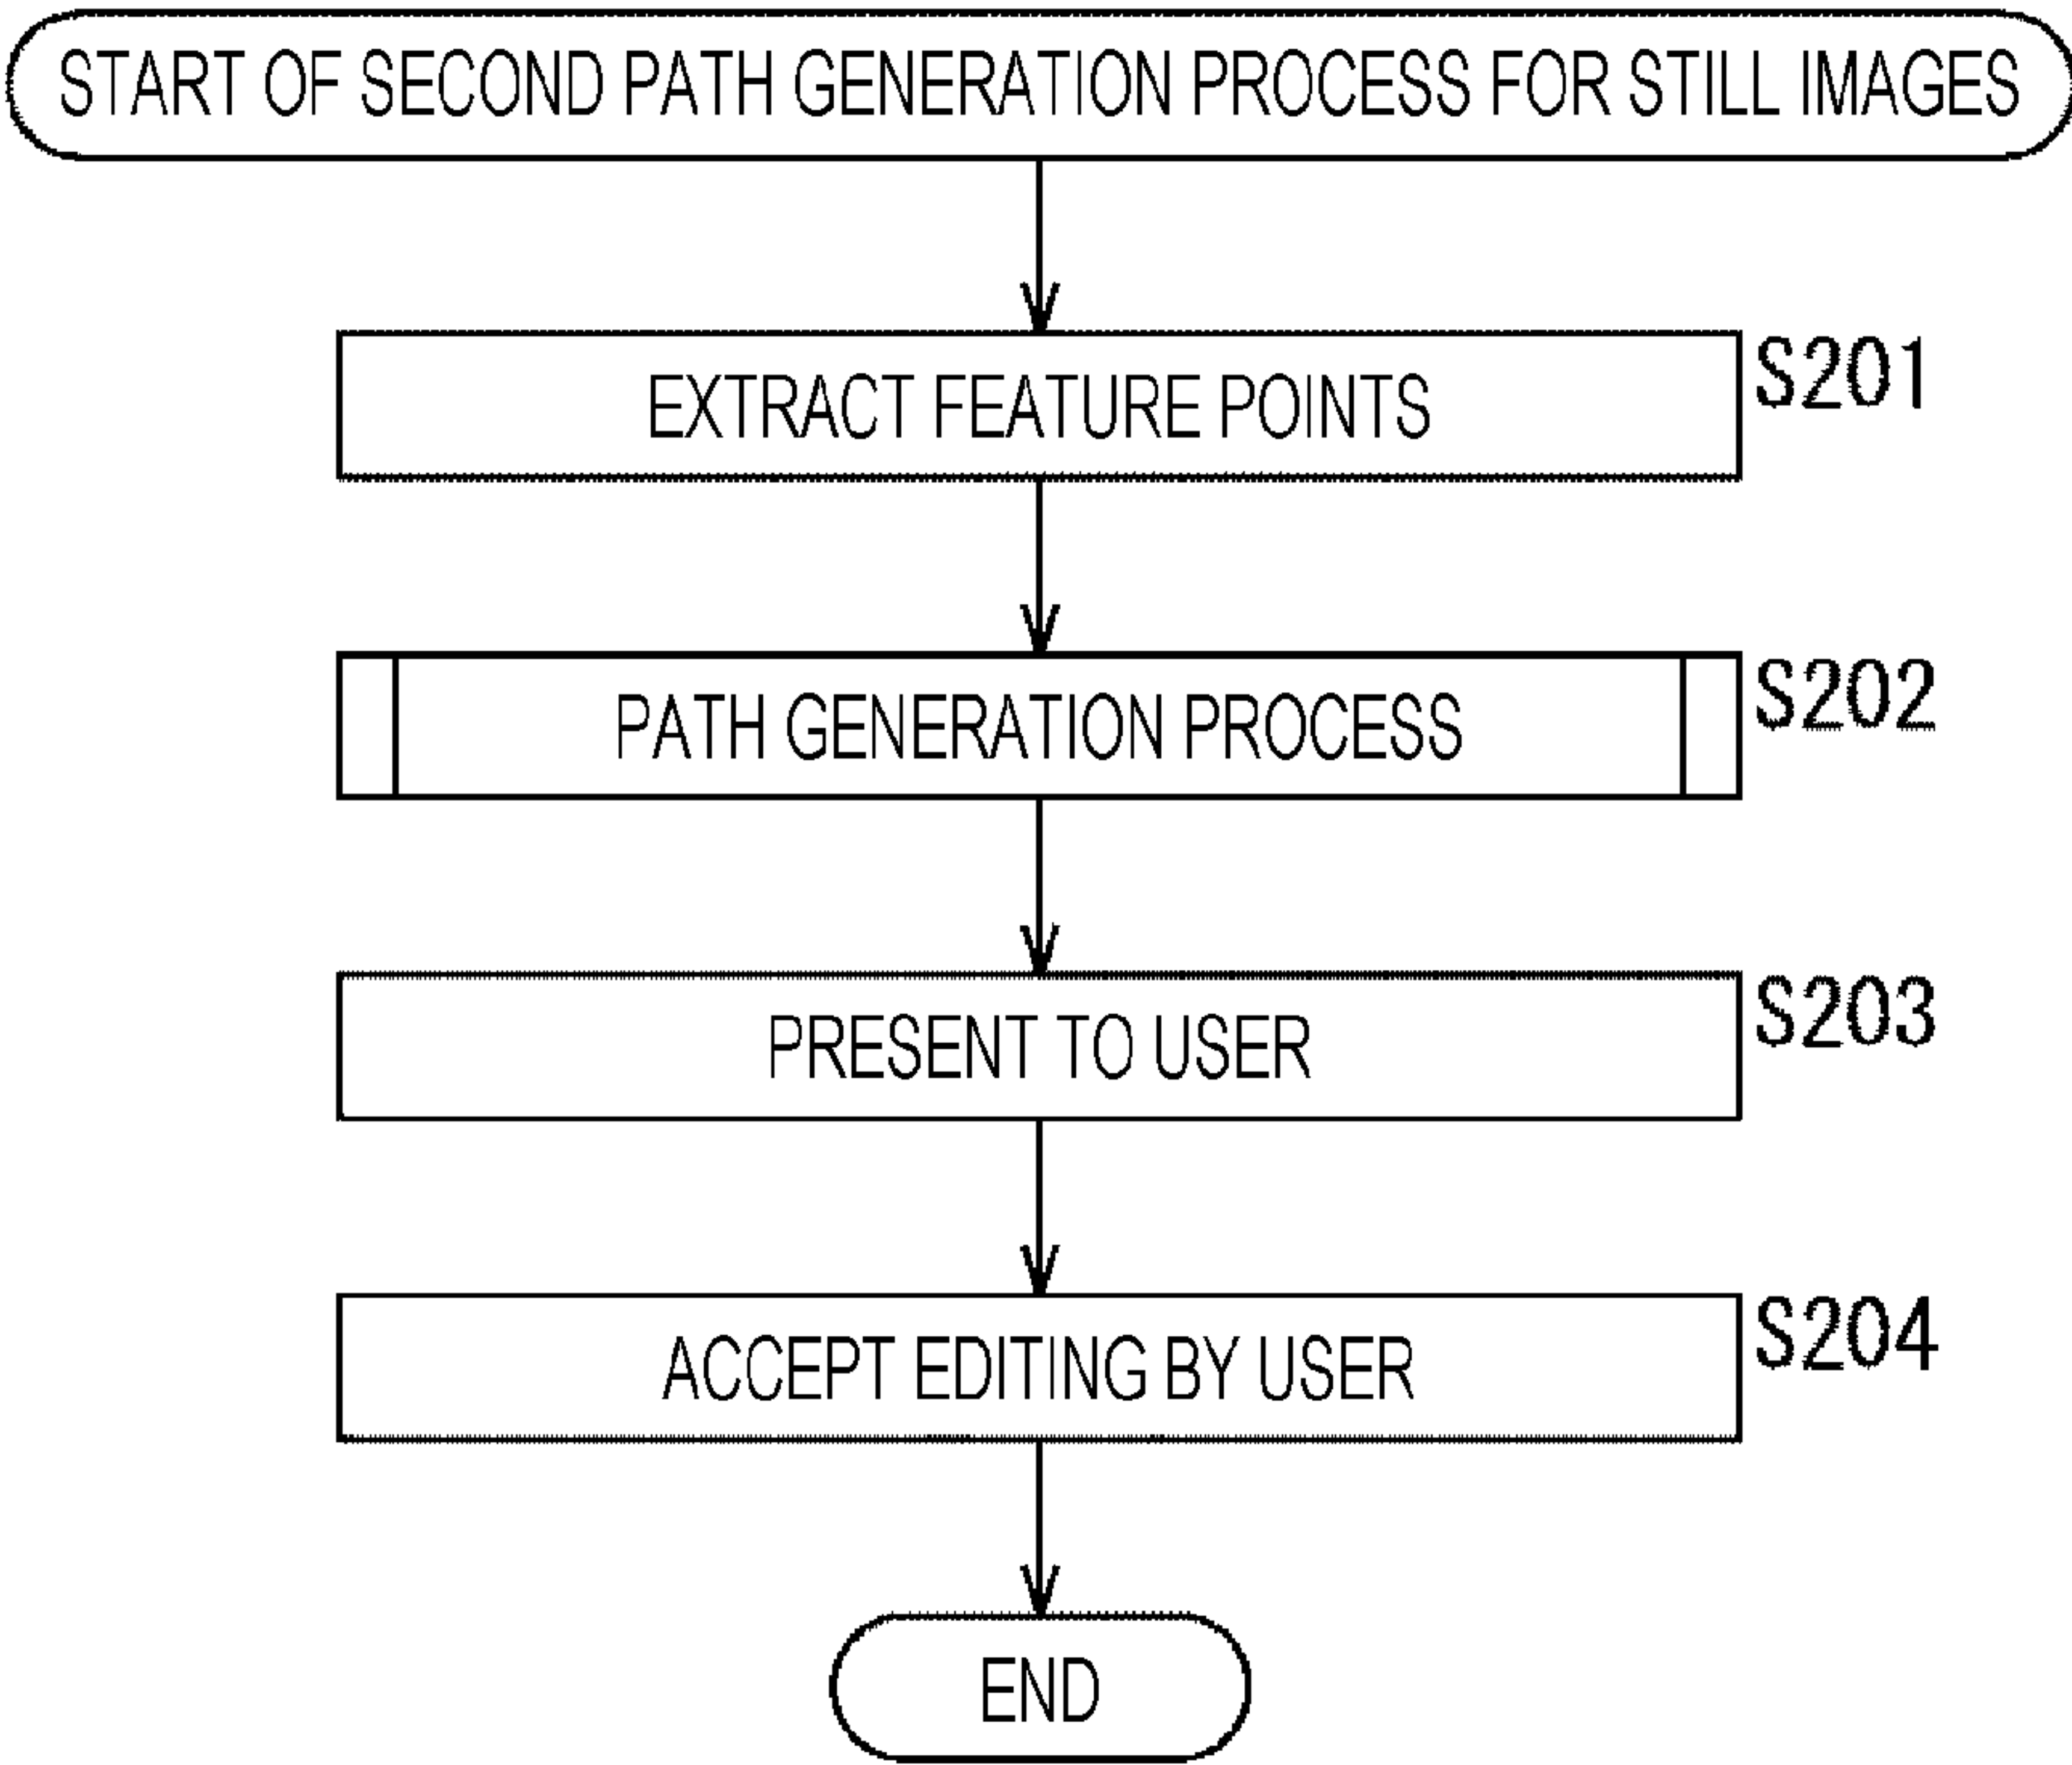 START OF SECOND PATH GENERATION PROCESS FOR STILL IMAGES
EXTRACT FEATURE POINTS
S201
PATH GENERATION PROCESS
S202
PRESENT TO USER
S203
ACCEPT EDITING BY USER
S204
END